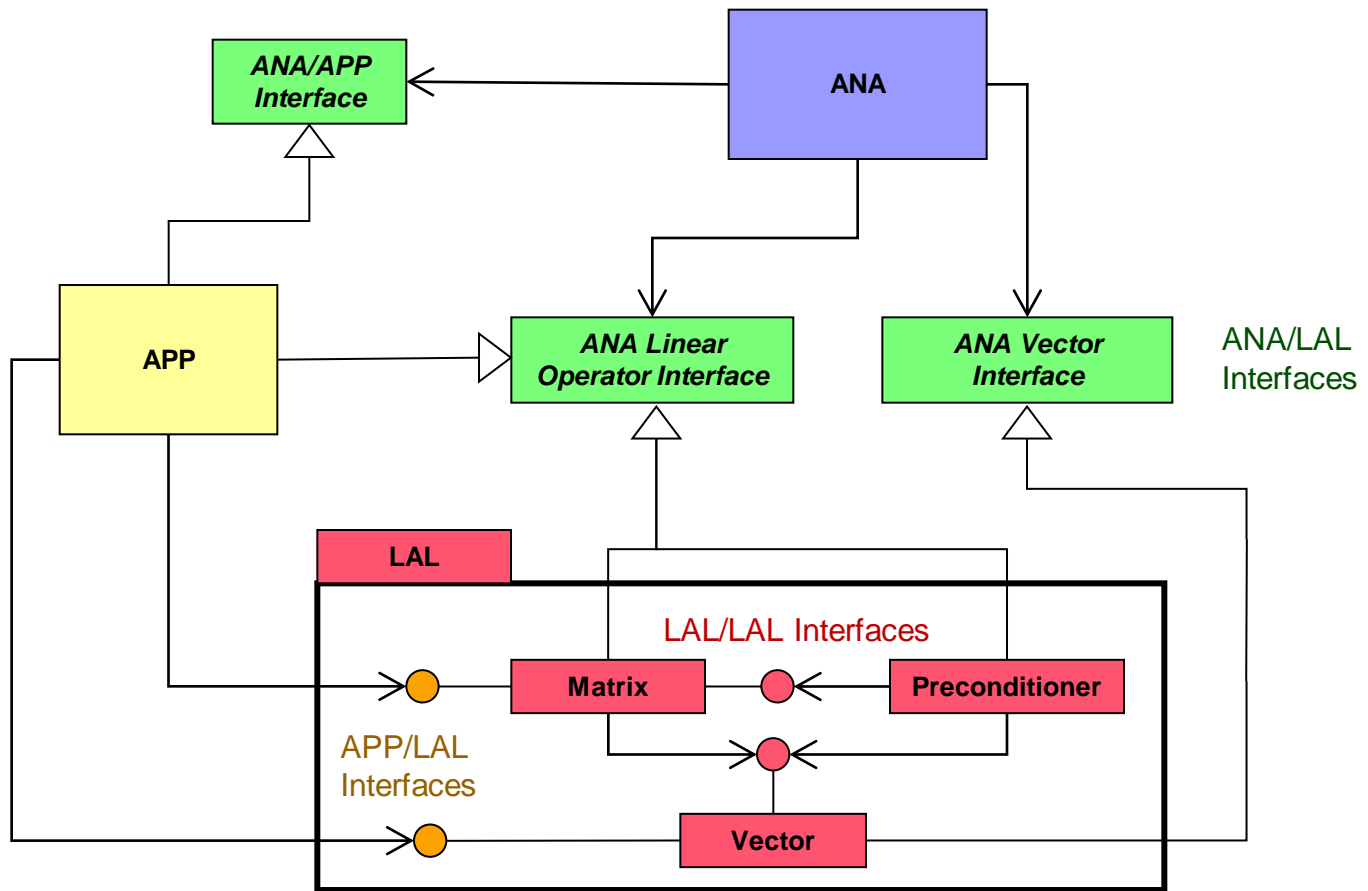 ANA/APP
Interface
ANA
APP
ANA Linear
Operator Interface
ANA Vector
Interface
ANA/LAL
Interfaces
LAL
LAL/LAL Interfaces
Matrix
Preconditioner
APP/LAL
Interfaces
Vector